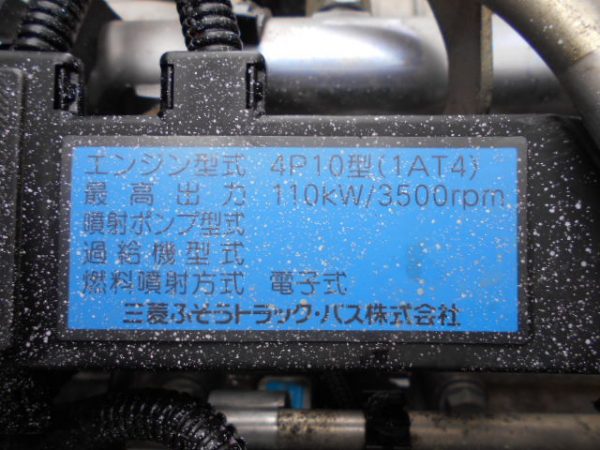 エンジン型式 4P10型(1AT4)
最高出力 110kW/3500rpm
噴射ポンプ型式
過給機型式
燃料噴射方式 電子式
三菱ふそうトラック・バス株式会社